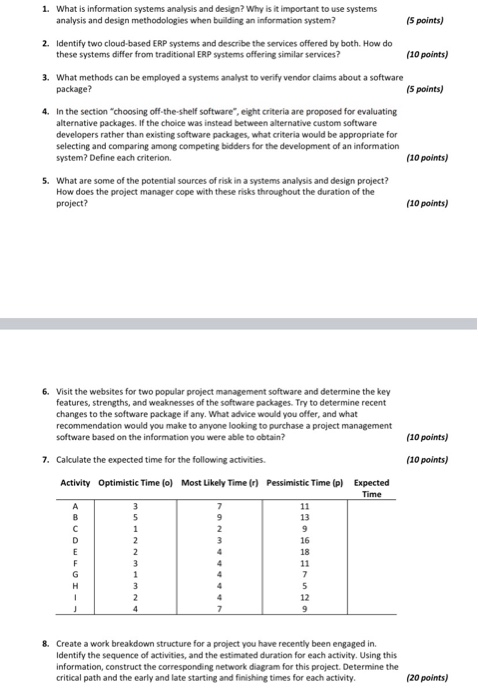 1. What is information systems analysis and design? Why is it important to use systems
analysis and design methodologies when building an information system? (5 points)
2. Identify two cloud-based ERP systems and describe the services offered by both. How do
these systems differ from traditional ERP systems offering similar services? (10 points)
3. What methods can be employed a systems analyst to verify vendor claims about a software
package? (5 points)
4. In the section "choosing off-the-shelf software", eight criteria are proposed for evaluating
alternative packages. If the choice was instead between alternative custom software
developers rather than existing software packages, what criteria would be appropriate for
selecting and comparing among competing bidders for the development of an information
system? Define each criterion. (10 points)
5. What are some of the potential sources of risk in a systems analysis and design project?
How does the project manager cope with these risks throughout the duration of the
project? (10 points)
6. Visit the websites for two popular project management software and determine the key
features, strengths, and weaknesses of the software packages. Try to determine recent
changes to the software package if any. What advice would you offer, and what
recommendation would you make to anyone looking to purchase a project management
software based on the information you were able to obtain? (10 points)
7. Calculate the expected time for the following activities. (10 points)
Activity Optimistic Time (o) Most Likely Time (r) Pessimistic Time (p) Expected
Time
A 3 7 11
B 5 9 13
C 1 2 9
D 2 3 16
E 2 4 18
F 3 4 11
G 1 4 7
H 3 4 5
I 2 4 12
J 4 7 9
8. Create a work breakdown structure for a project you have recently been engaged in.
Identify the sequence of activities, and the estimated duration for each activity. Using this
information, construct the corresponding network diagram for this project. Determine the
critical path and the early and late starting and finishing times for each activity. (20 points)